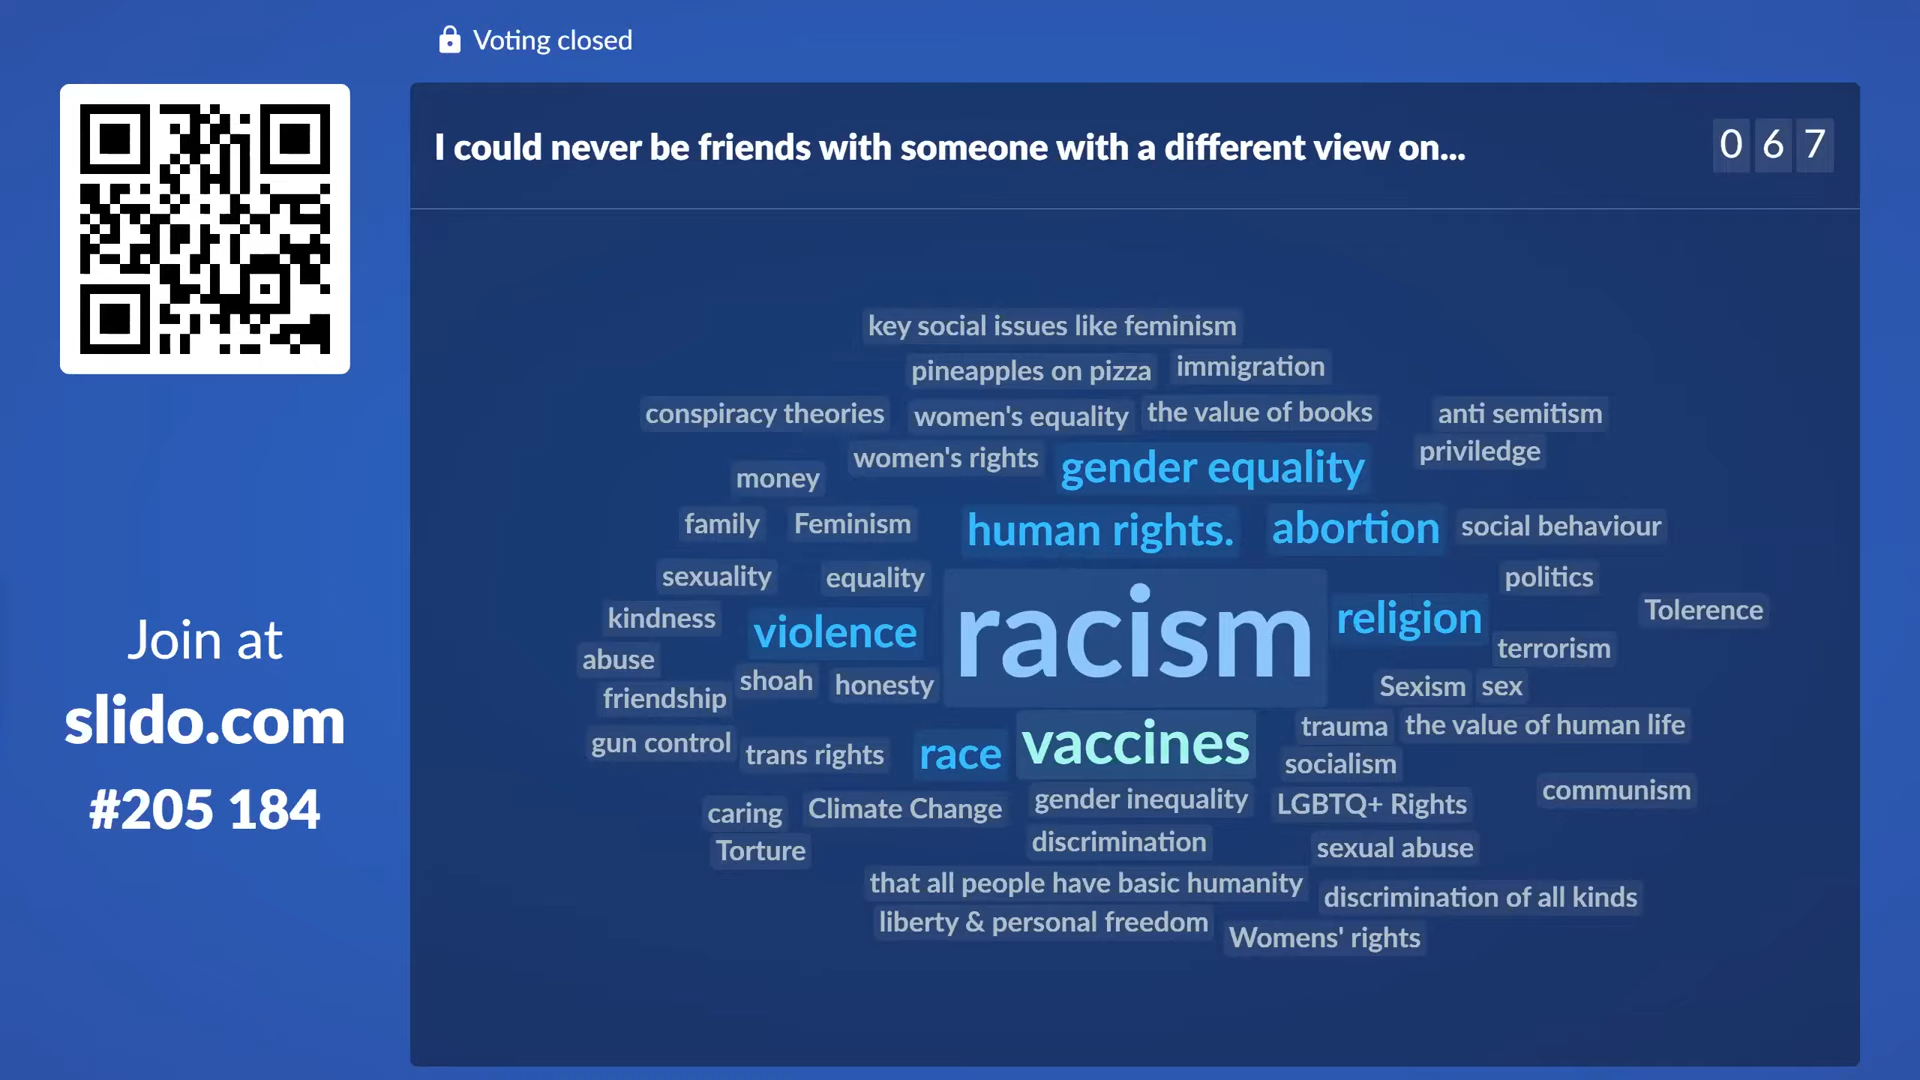 Voting closed
I could never be friends with someone with a different view on...
0 6 7
key social issues like feminism
pineapples on pizza
immigration
conspiracy theories
women's equality
the value of books
anti semitism
women's rights
gender equality
priviledge
money
family
Feminism
human rights.
abortion
social behaviour
sexuality
equality
politics
kindness
violence
racism
religion
Tolerence
abuse
shoah
honesty
terrorism
friendship
Sexism
sex
gun control
trans rights
race
vaccines
trauma
the value of human life
socialism
caring
Climate Change
gender inequality
LGBTQ+ Rights
communism
Torture
discrimination
sexual abuse
that all people have basic humanity
discrimination of all kinds
liberty & personal freedom
Womens' rights
Join at
slido.com
#205 184